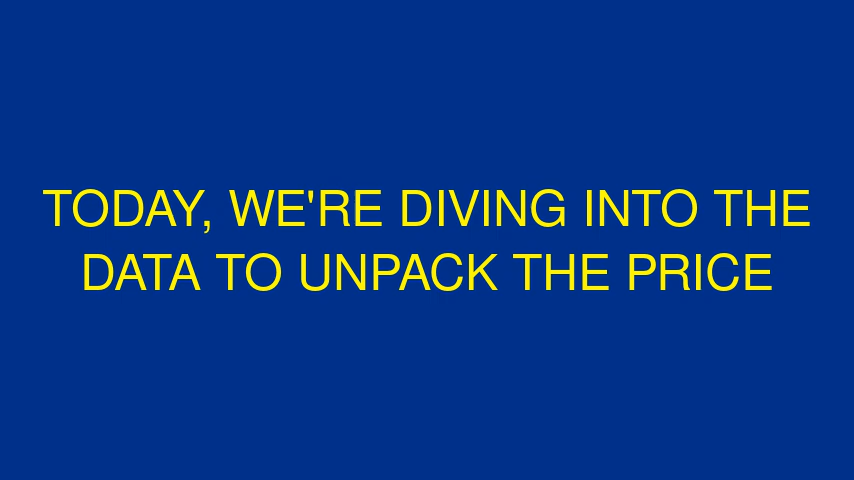 TODAY, WE'RE DIVING INTO THE
DATA TO UNPACK THE PRICE